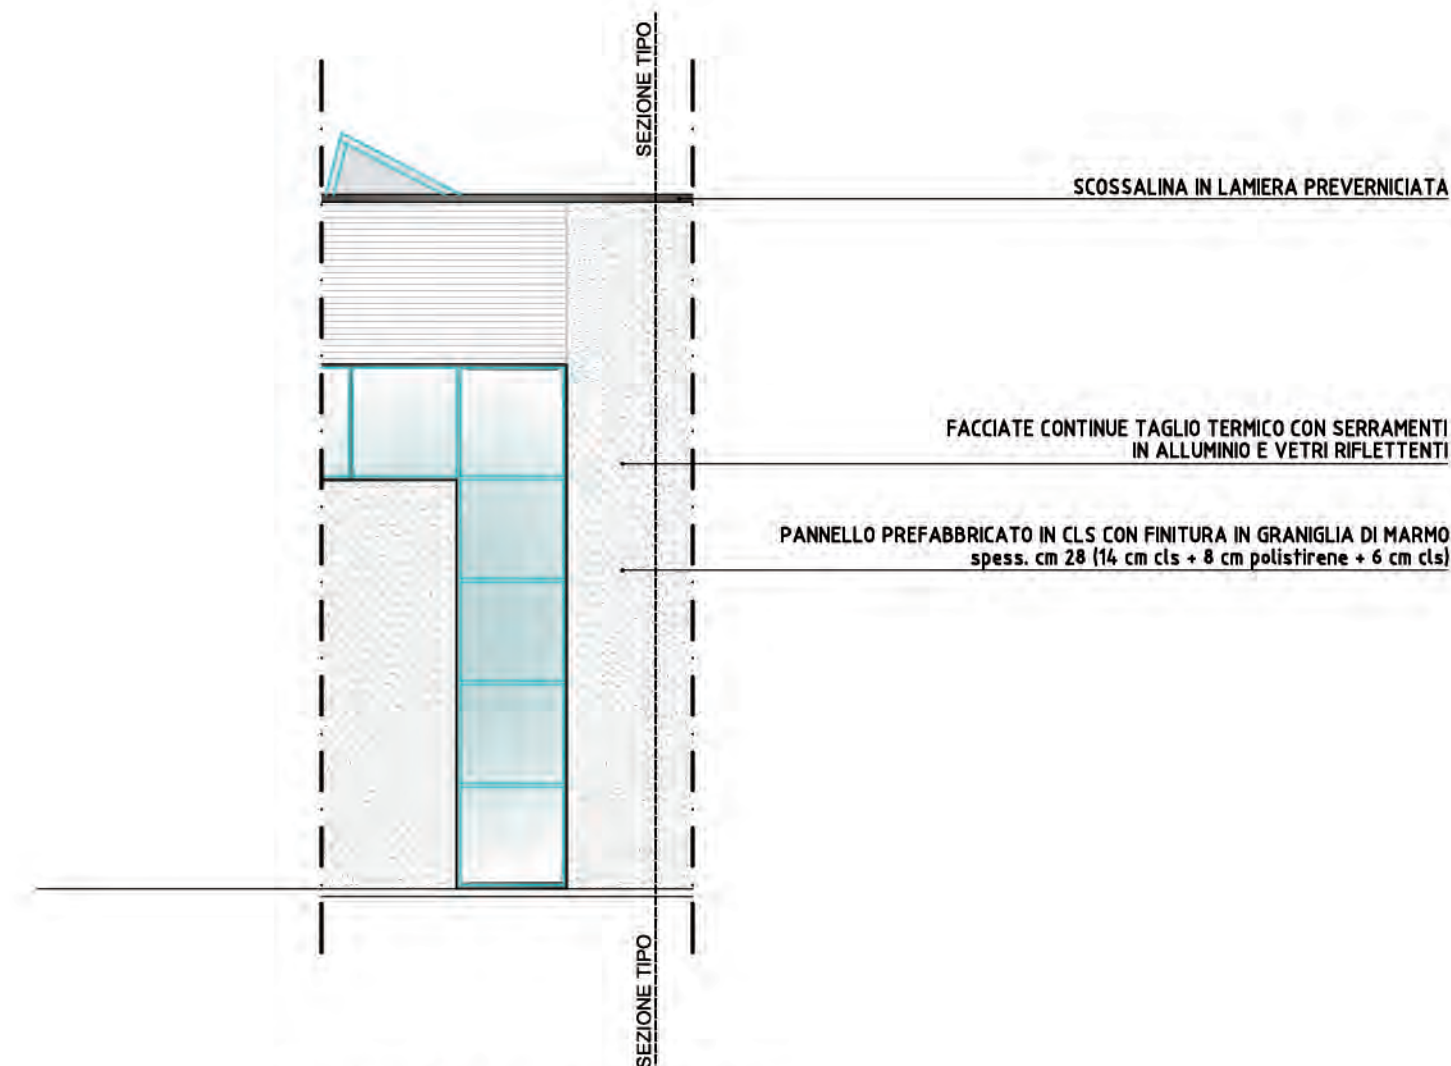 SEZIONE TIPO
SCOSSALINA IN LAMIERA PREVERNICIATA
FACCIATE CONTINUE TAGLIO TERMICO CON SERRAMENTI
IN ALLUMINIO E VETRI RIFLETTENTI
PANNELLO PREFABBRICATO IN CLS CON FINITURA IN GRANIGLIA DI MARMO
spess. cm 28 (14 cm cls + 8 cm polistirene + 6 cm cls)
SEZIONE TIPO